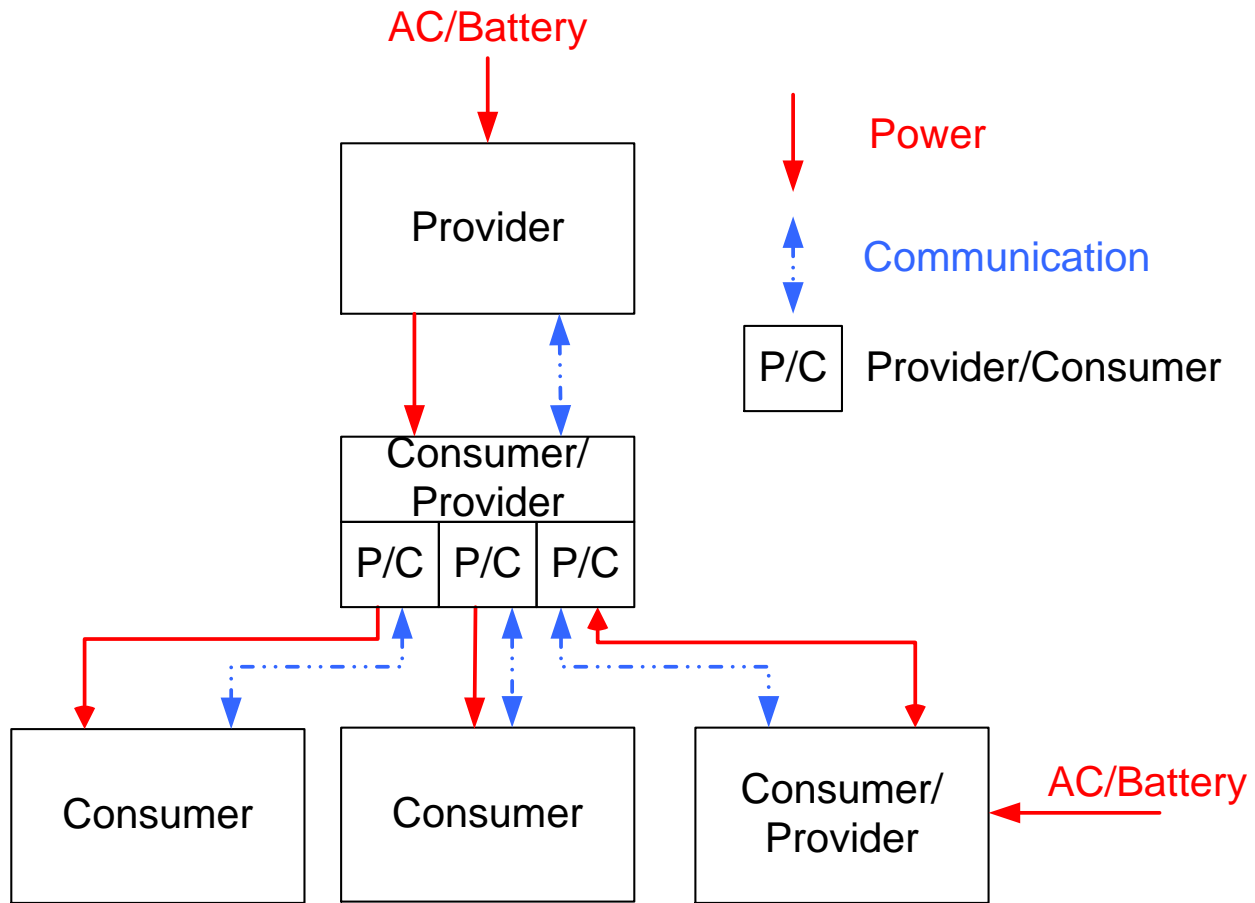 AC/Battery
Power
Provider
Communication
P/C
Provider/Consumer
Consumer/
Provider
P/C
P/C
P/C
Consumer
Consumer
Consumer/
Provider
AC/Battery